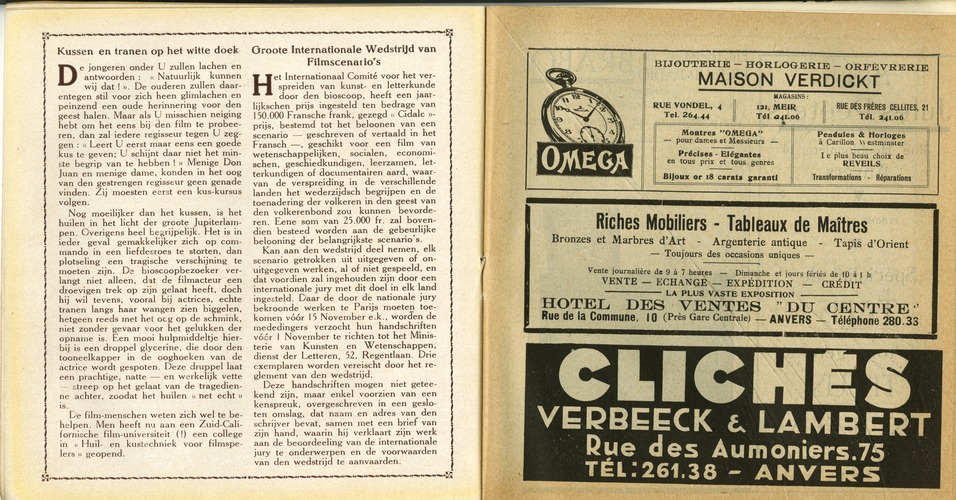 Kussen en tranen op het witte doek
De jongeren onder U zullen lachen en
antwoorden : « Natuurlijk kunnen
wij dat ! ». De ouderen zullen daar-
entegen stil voor zich heen glimlachen en
peinzend een oude herinnering voor den
geest halen. Maar als U misschien neiging
hebt om het eens bij den film te probee-
ren, dan zal iedere regisseur tegen U zeg-
gen : « Leert U eerst maar eens een goede
kus te geven; U schijnt daar niet het min-
ste begrip van te hebben ! » Menige Don
Juan en menige dame, konden in het oog
van den gestrengen regisseur geen genade
vinden. Zij moesten eerst een kus-kursus
volgen.
Nog moeilijker dan het kussen, is het
huilen in het licht der groote Jupiterlam-
pen. Overigens heel begrijpelijk. Het is in
ieder geval gemakkelijker zich op com-
mando in een liefdesroes te storten, dan
plotseling een tragische verschijning te
moeten zijn. De bioscoopbezoeker ver-
langt niet alleen, dat de filmacteur een
droevigen trek op zijn gelaat heeft, doch
hij wil tevens, vooral bij actrices, echte
tranen langs haar wangen zien biggelen,
hetgeen reeds met het oog op de schmink,
niet zonder gevaar voor het gelukken der
opname is. Een mooi hulpmiddeltje hier-
bij is een droppel glycerine, die door den
tooneelkapper in de ooghoeken van de
actrice wordt gespoten. Deze druppel laat
een prachtige, natte — en werkelijk vette
— streep op het gelaat van de tragedien-
ne achter, zoodat het huilen « net echt »
is.
De film-menschen weten zich wel te be-
helpen. Men heeft nu aan een Zuid-Cali-
fornische film-universiteit (!) een college
in « Huil- en kustechniek voor filmspe-
lers » geopend.
Groote Internationale Wedstrijd van
Filmscenario's
Het Internationaal Comité voor het ver-
spreiden van kunst- en letterkunde
door den bioscoop, heeft een jaar-
lijkschen prijs ingesteld ten bedrage van
150.000 Fransche frank, gezegd « Cidalc »-
prijs, bestemd tot het beloonen van een
scenario — geschreven of vertaald in het
Fransch —, geschikt voor een film van
wetenschappelijken, socialen, economi-
schen, geschiedkundigen, leerzamen, let-
terkundigen of documentairen aard, waar-
van de verspreiding in de verschillende
landen het wederzijdsch begrijpen en de
toenadering der volkeren in den geest van
den volkerenbond zou kunnen bevorde-
ren. Eene som van 25.000 fr. zal boven-
dien besteed worden aan de gebeurlijke
belooning der belangrijkste scenario's.
Kan aan den wedstrijd deel nemen, elk
scenario getrokken uit uitgegeven of on-
uitgegeven werken, al of niet gespeeld, en
dat voordien zal ingehouden zijn door een
internationale jury met dit doel in elk land
ingesteld. Daar de door de nationale jury
bekroonde werken te Parijs moeten toe-
komen vóór 15 November e.k., worden de
mededingers verzocht hun handschriften
vóór 1 November te richten tot het Minis-
terie van Kunsten en Wetenschappen,
dienst der Letteren, 52, Regentlaan. Drie
exemplaren worden vereischt door het re-
glement van den wedstrijd.
Deze handschriften mogen niet getee-
kend zijn, maar enkel voorzien van een
kenspreuk, overgeschreven in een geslo-
ten omslag, dat naam en adres van den
schrijver bevat, samen met een brief van
zijn hand, waarin hij verklaart zijn werk
aan de beoordeeling van de internationale
jury te onderwerpen en de voorwaarden
van den wedstrijd te aanvaarden.
OMEGA
BIJOUTERIE — HORLOGERIE — ORFÉVRERIE
MAISON VERDICKT
MAGASINS :
RUE VONDEL, 4
Tel. 264.44
121, MEIR
Tél. 241.06
RUE DES FRÈRES CELLITES, 21
Tél. 241.06
Montres "OMEGA"
— pour dames et Messieurs —
Précises - Elégantes
en tous prix et tous genres
Bijoux or 18 carats garanti
Pendules & Horloges
à Carillon Westminster
Le plus beau choix de
REVEILS
Transformations - Réparations
Riches Mobiliers - Tableaux de Maîtres
Bronzes et Marbres d'Art - Argenterie antique - Tapis d'Orient
— Toujours des occasions uniques —
Vente journalière de 9 à 7 heures — Dimanche et jours fériés de 10 à 1 h
VENTE — ECHANGE — EXPÉDITION — CRÉDIT
— LA PLUS VASTE EXPOSITION —
HOTEL DES VENTES "DU CENTRE"
Rue de la Commune, 10 (Près Gare Centrale) — ANVERS — Téléphone 280.33
CLICHÉS
VERBEECK & LAMBERT
Rue des Aumoniers.75
TÉL:261.38 - ANVERS